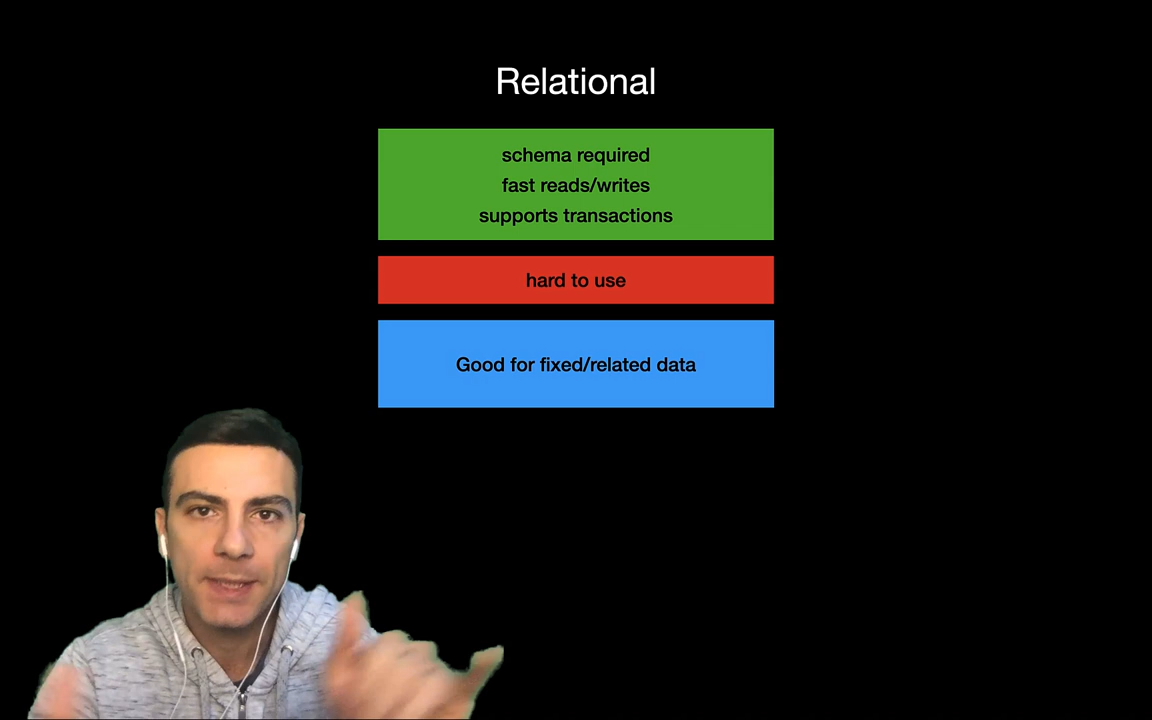 Relational
schema required
fast reads/writes
supports transactions
hard to use
Good for fixed/related data